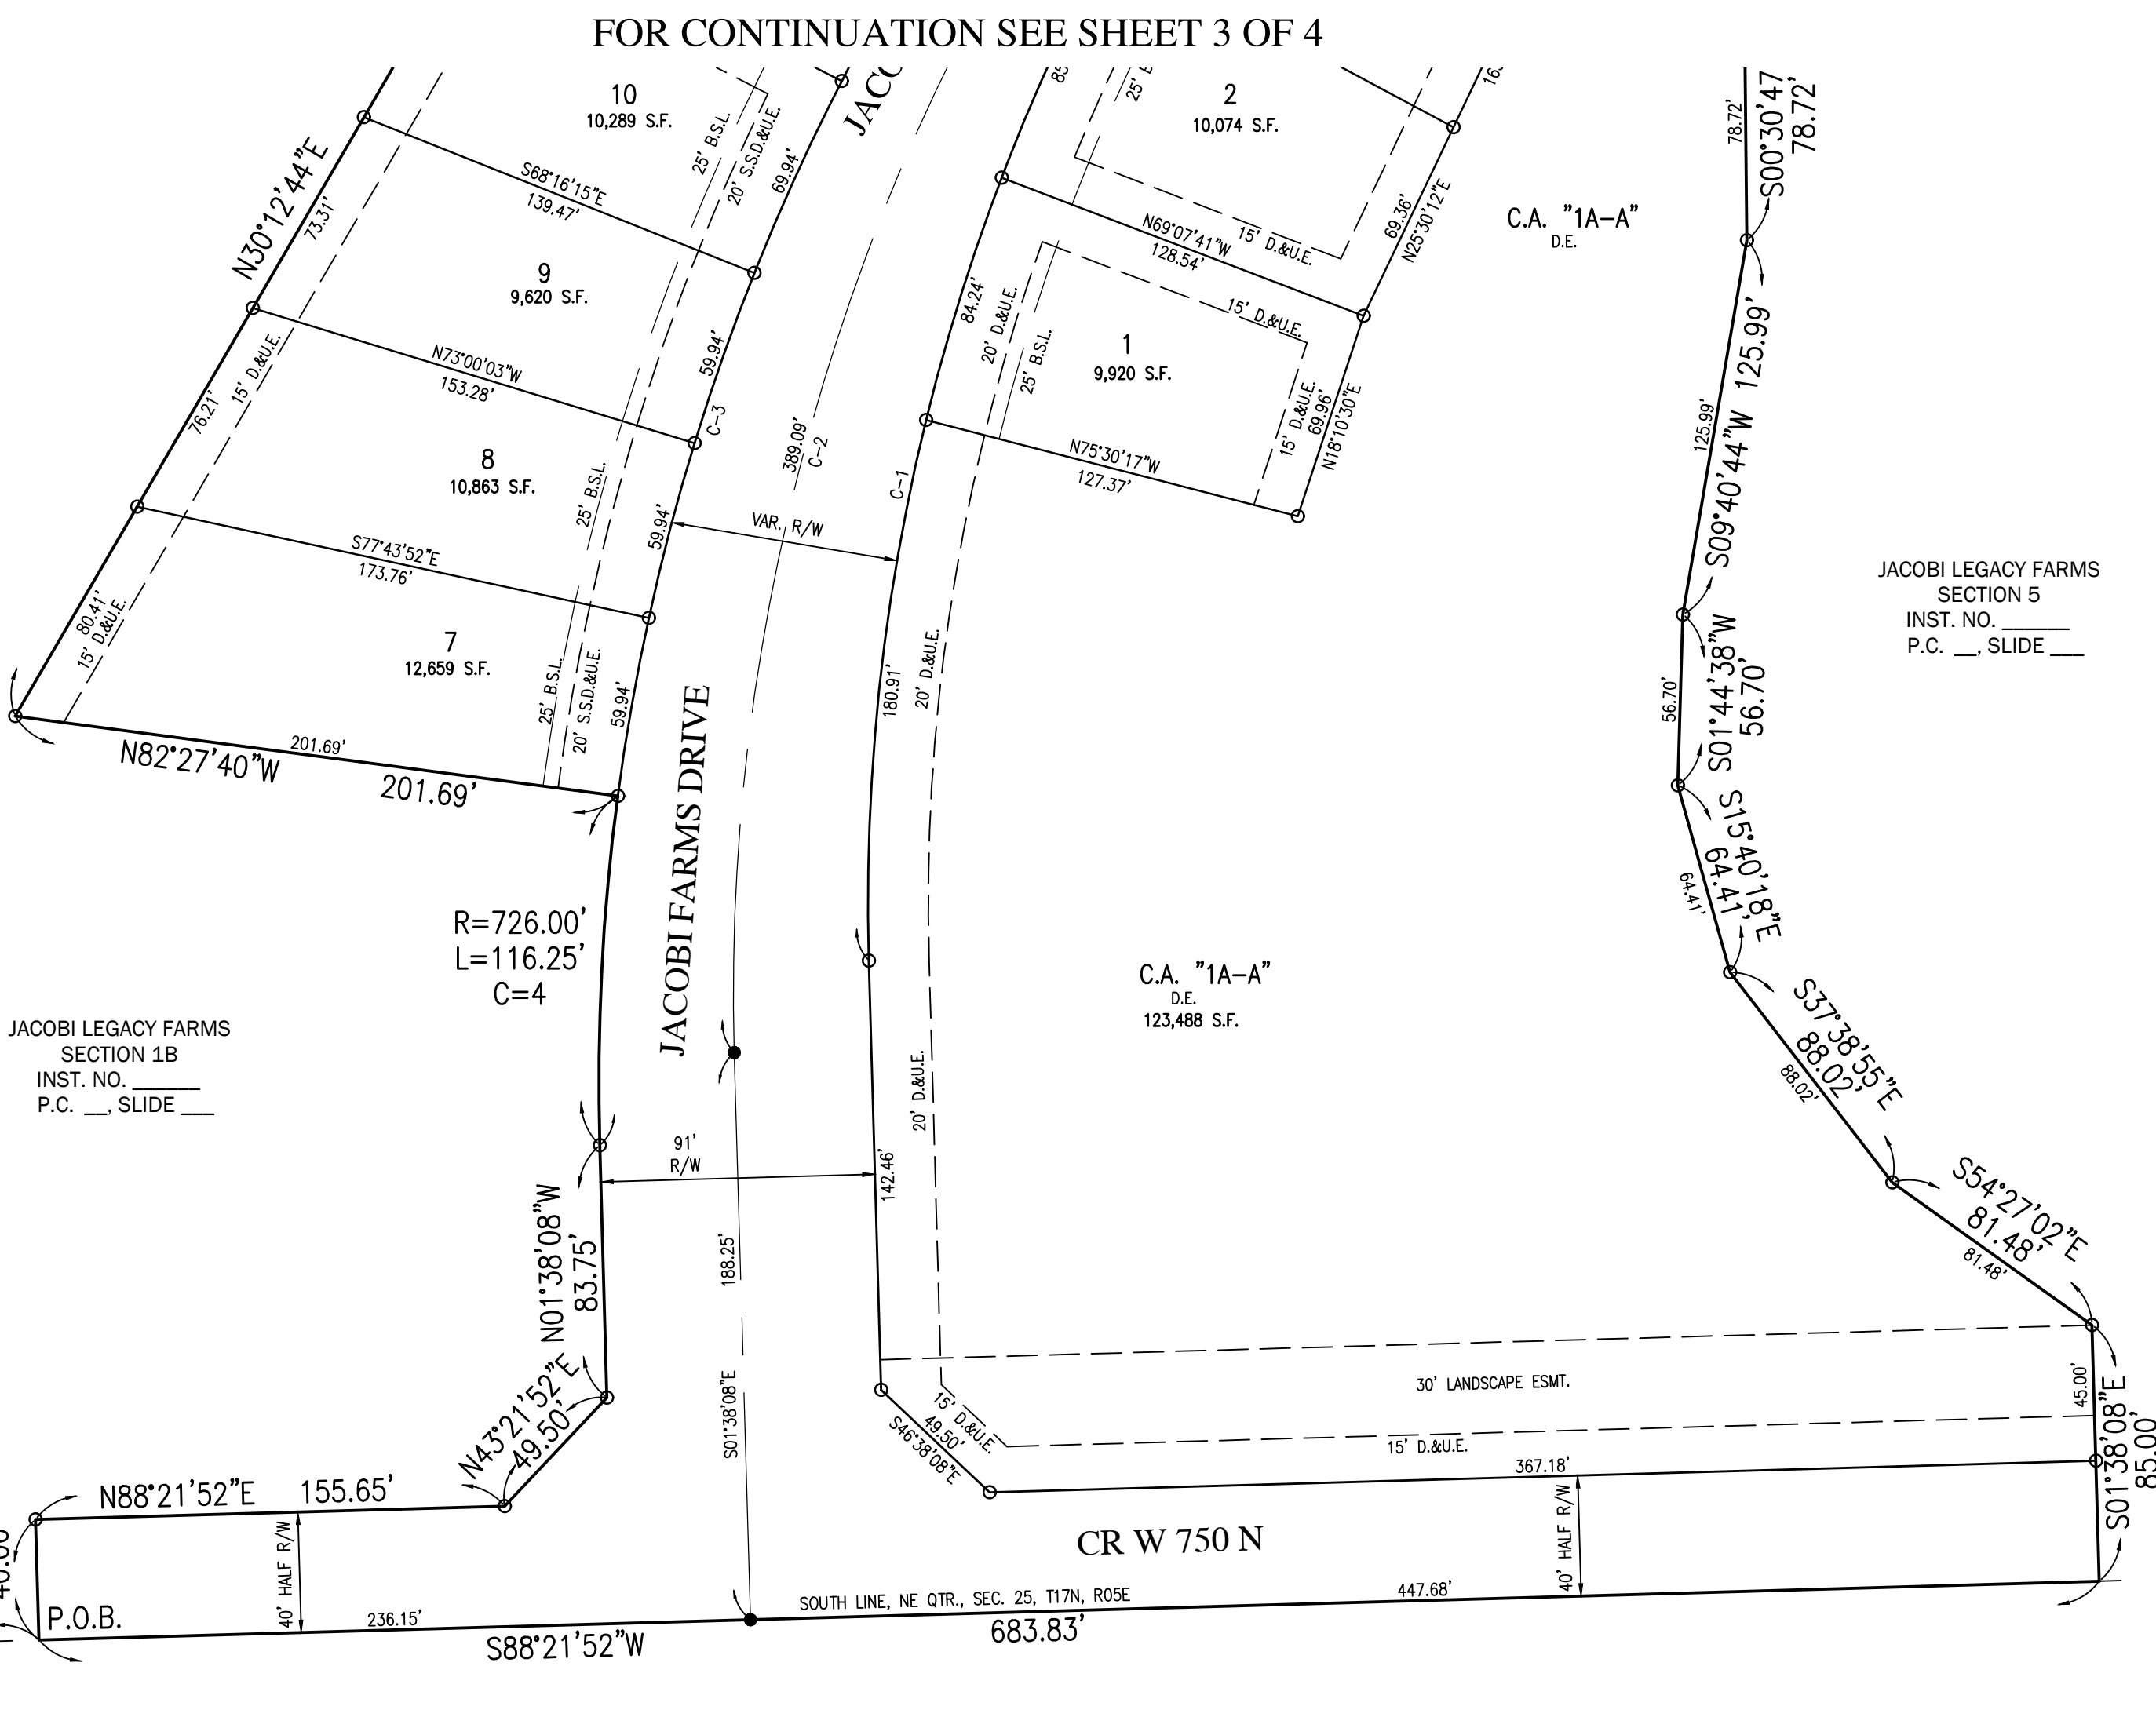 FOR CONTINUATION SEE SHEET 3 OF 4
10
10,289 S.F.
25' B.S.L.
20' S.S.D.&U.E.
69.94'
2
10,074 S.F.
78.72'
S00°30'47
78.72'
N30°12'44"E
73.31'
S68°16'15"E
139.47'
N69°07'41"W
128.54'
15' D.&U.E.
69.36'
N25°30'12"E
C.A. "1A-A"
D.E.
9
9,620 S.F.
59.94'
84.24'
20' D.&U.E.
25' B.S.L.
15' D.&U.E.
1
9,920 S.F.
15' D.&U.E.
69.96'
N18°10'30"E
125.99'
S09°40'44"W 125.99'
76.21'
15' D.&U.E.
N73°00'03"W
153.28'
C-3
389.09'
C-2
C-1
N75°30'17"W
127.37'
8
10,863 S.F.
25' B.S.L.
59.94'
VAR. R/W
S77°43'52"E
173.76'
JACOBI LEGACY FARMS
SECTION 5
INST. NO. ______
P.C. __, SLIDE ___
80.41'
15' D.&U.E.
7
12,659 S.F.
25' B.S.L.
20' S.S.D.&U.E.
59.94'
180.91'
20' D.&U.E.
56.70'
S01°44'38"W
56.70'
201.69'
N82°27'40"W
201.69'
JACOBI FARMS DRIVE
S15°40'18"E
64.41'
64.41'
R=726.00'
L=116.25'
C=4
C.A. "1A-A"
D.E.
123,488 S.F.
S37°38'55"E
88.02'
88.02'
JACOBI LEGACY FARMS
SECTION 1B
INST. NO. ______
P.C. __, SLIDE ___
20' D.&U.E.
91'
R/W
142.46'
S54°27'02"E
81.48'
81.48'
N01°38'08"W
83.75'
188.25'
S01°38'08"E
N43°21'52"E
49.50'
15' D.&U.E.
49.50'
S46°38'08"E
30' LANDSCAPE ESMT.
15' D.&U.E.
367.18'
45.00'
S01°38'08"E
85.00'
N88°21'52"E 155.65'
40' HALF R/W
CR W 750 N
40' HALF R/W
P.O.B.
236.15'
SOUTH LINE, NE QTR., SEC. 25, T17N, R05E
447.68'
S88°21'52"W
683.83'